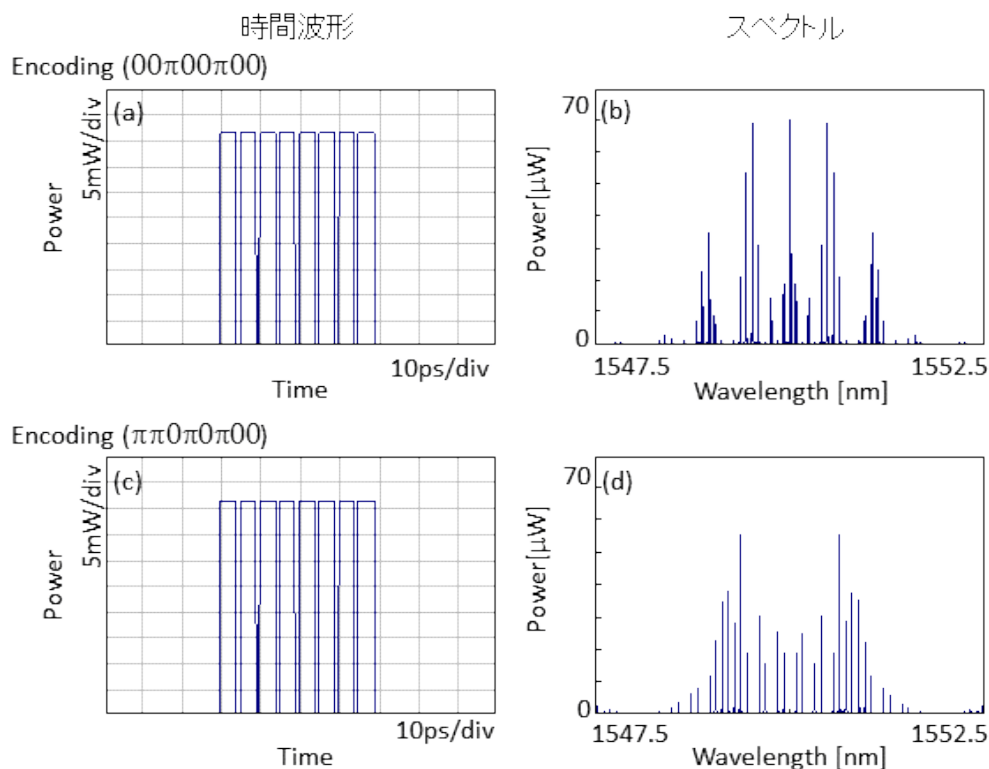 時間波形
スペクトル
Encoding (00π00π00)
(a)
5mW/div
Power
10ps/div
Time
(b)
70
0
Power[μW]
1547.5
1552.5
Wavelength [nm]
Encoding (ππ0π0π00)
(c)
5mW/div
Power
10ps/div
Time
(d)
70
0
Power[μW]
1547.5
1552.5
Wavelength [nm]